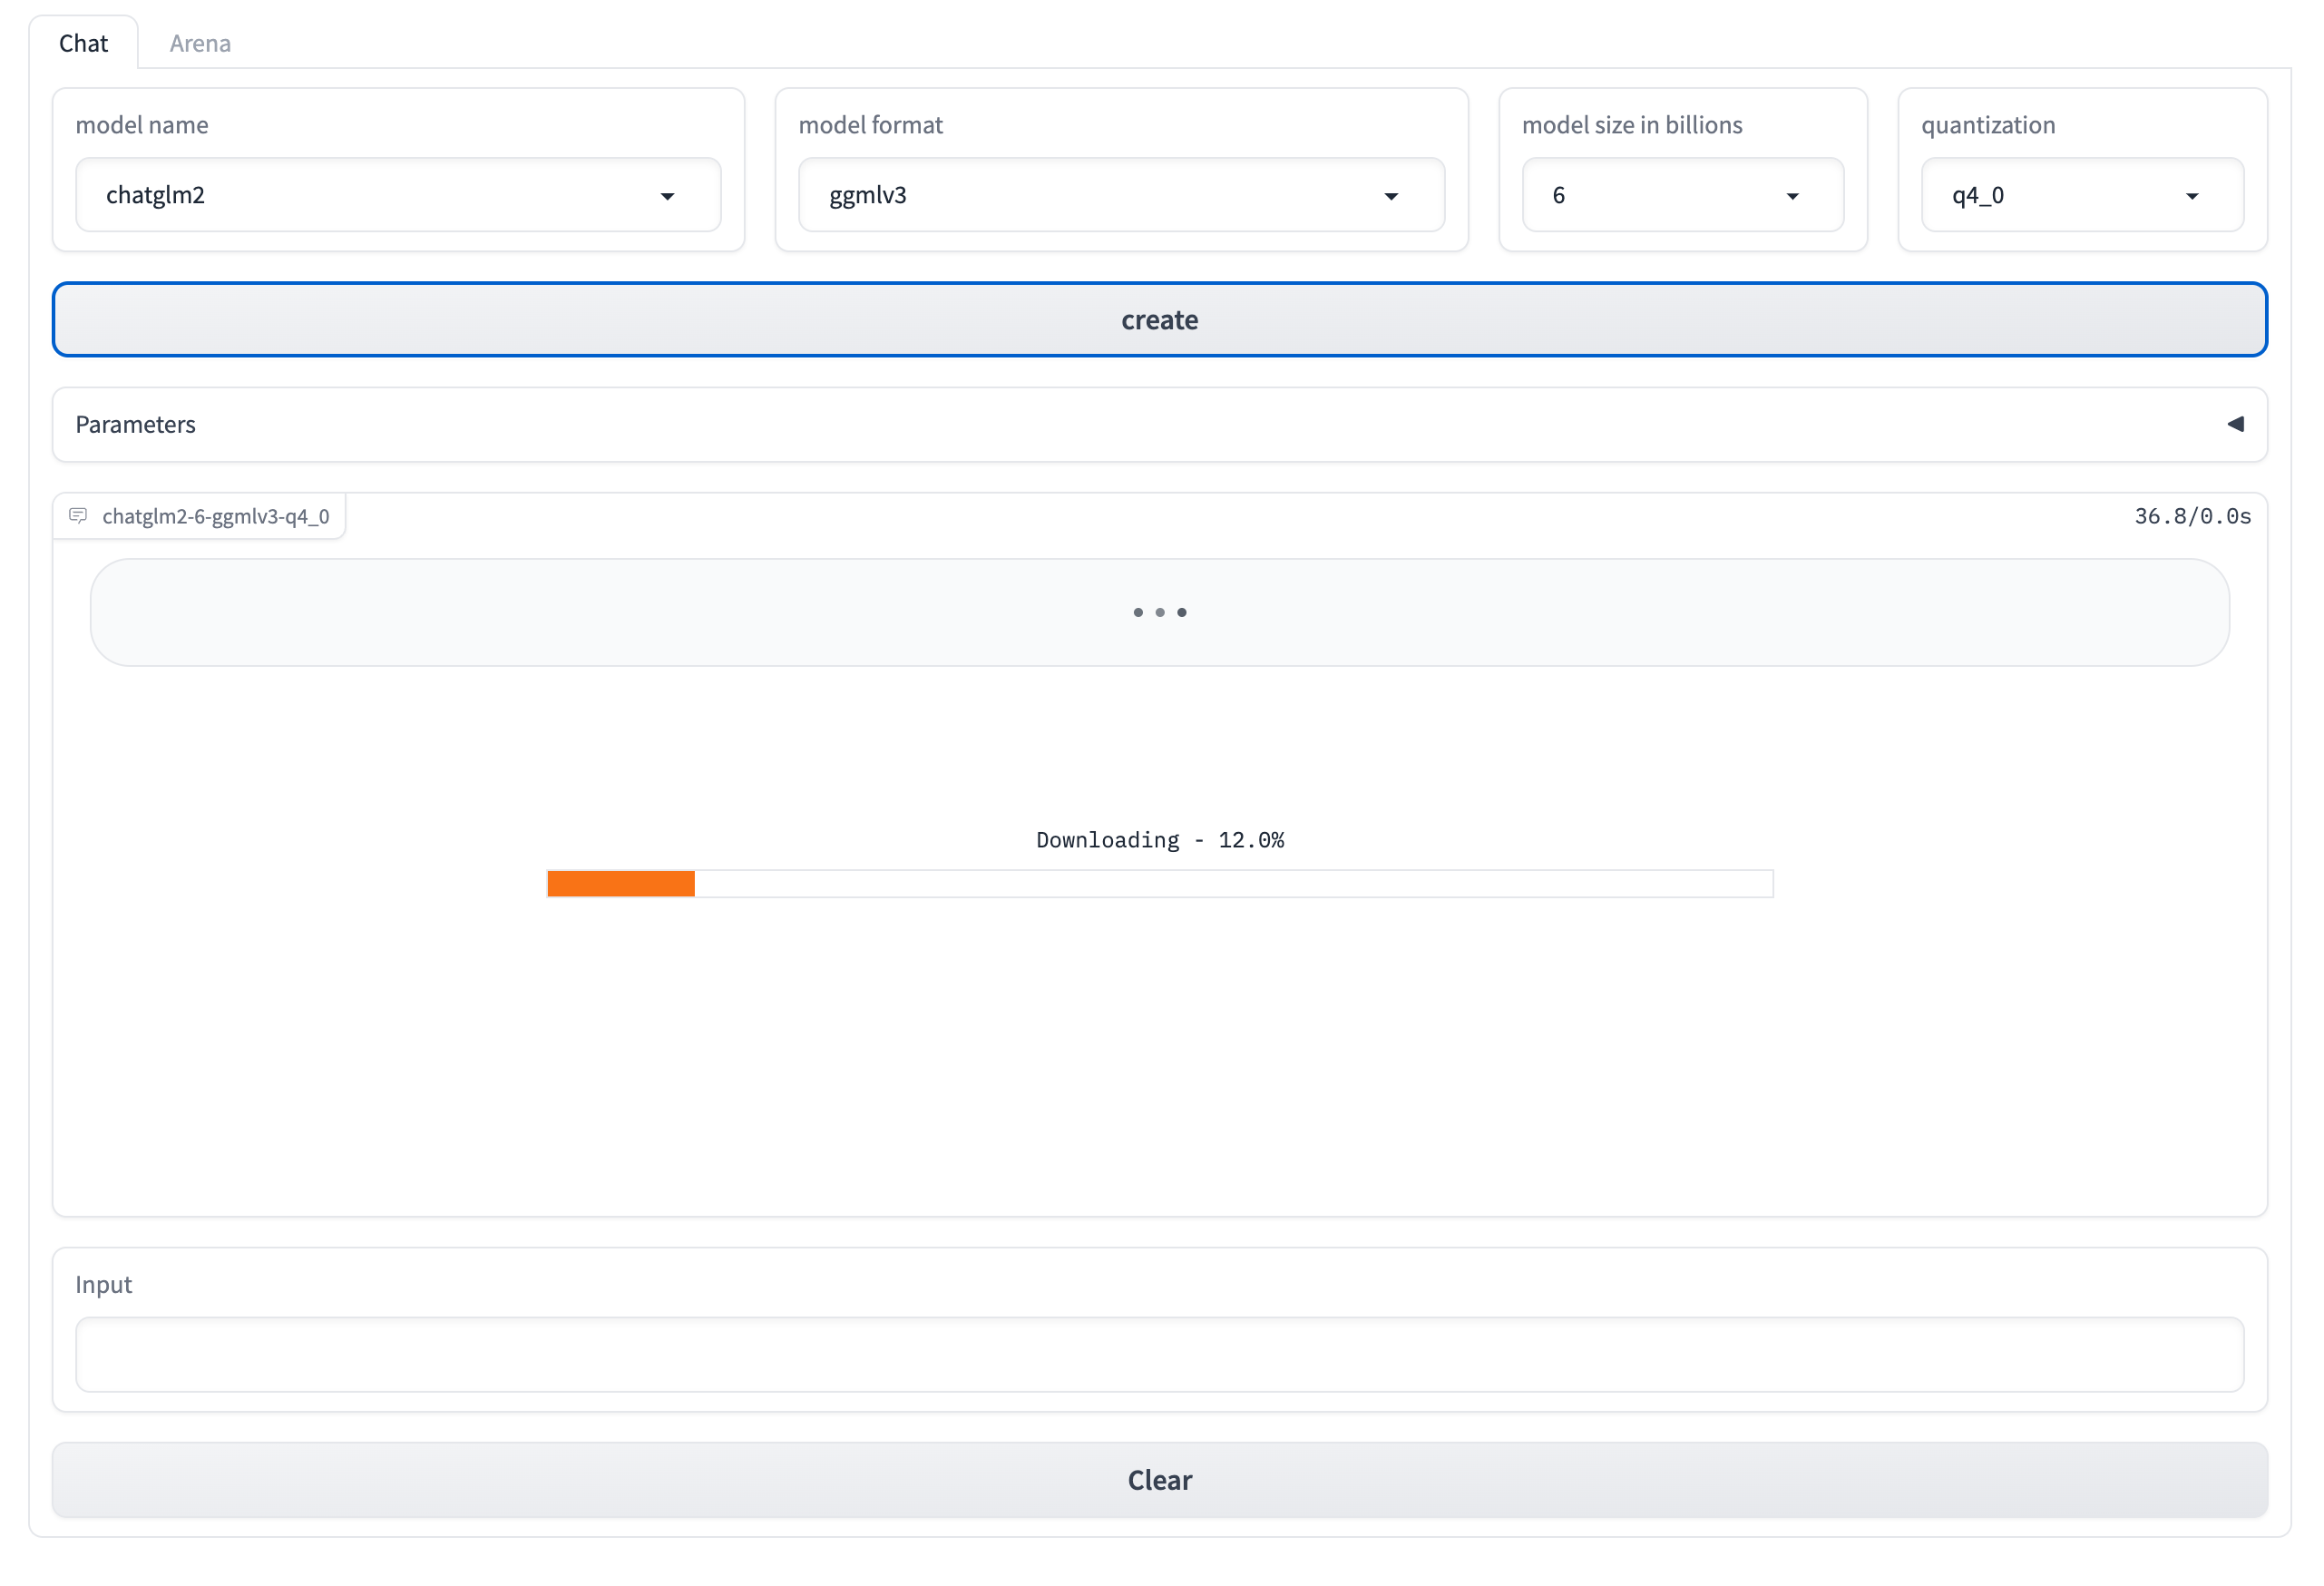 Chat Arena
model name model format model size in billions quantization
chatglm2 ggmlv3 6 q4_0
create
Parameters
chatglm2-6-ggmlv3-q4_0 36.8/0.0s
Downloading - 12.0%
Input
Clear